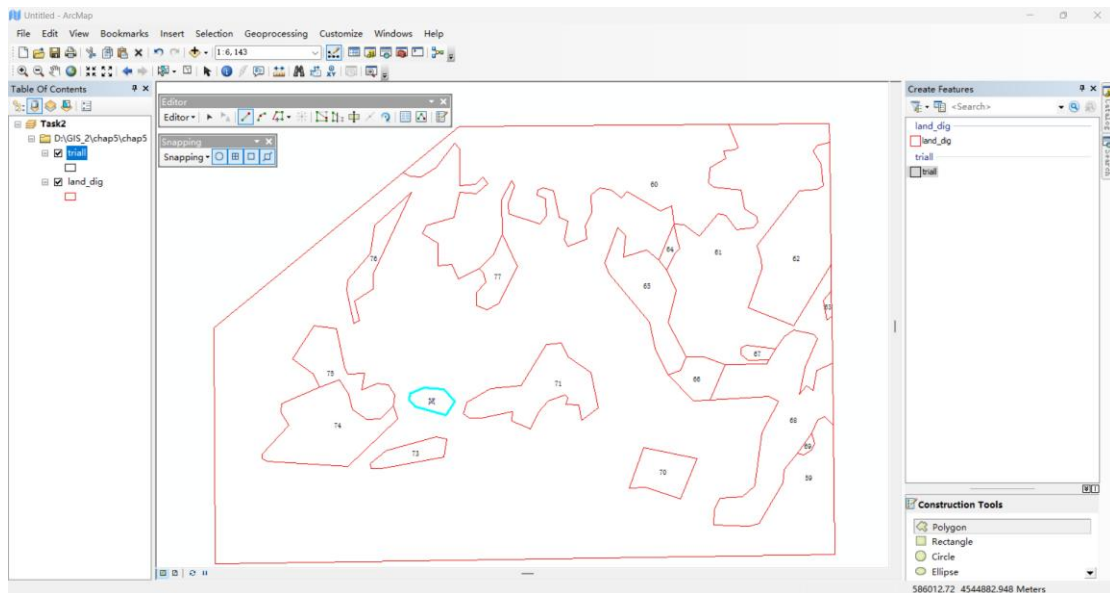 Untitled - ArcMap
File Edit View Bookmarks Insert Selection Geoprocessing Customize Windows Help
1:6,143
Table Of Contents
Task2
D:\GIS_2\chap5\chap5
trial1
land_dig
Editor
Editor
Snapping
Snapping
60
64
61
62
76
77
65
63
67
66
75
71
74
68
73
69
70
59
Create Features
<Search>
land_dig
land_dig
trial1
trial1
Construction Tools
Polygon
Rectangle
Circle
Ellipse
586012.72 4544882.948 Meters